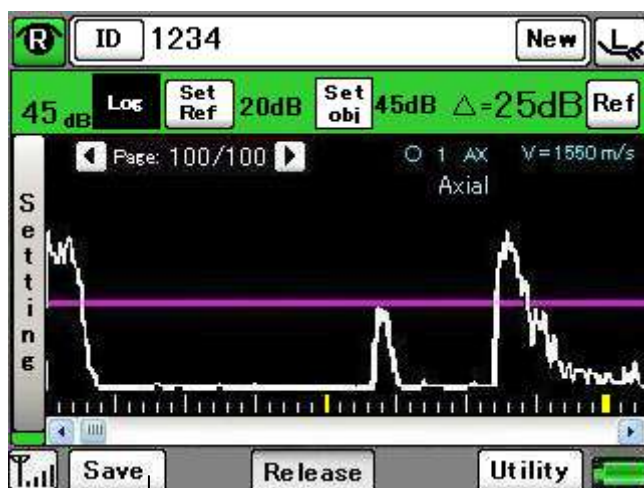 R ID 1234 New L
45 dB Log Set Ref 20dB Set obj 45dB △=25dB Ref
Page: 100/100 O 1 AX V=1550 m/s
Axial
Setting
Save Release Utility